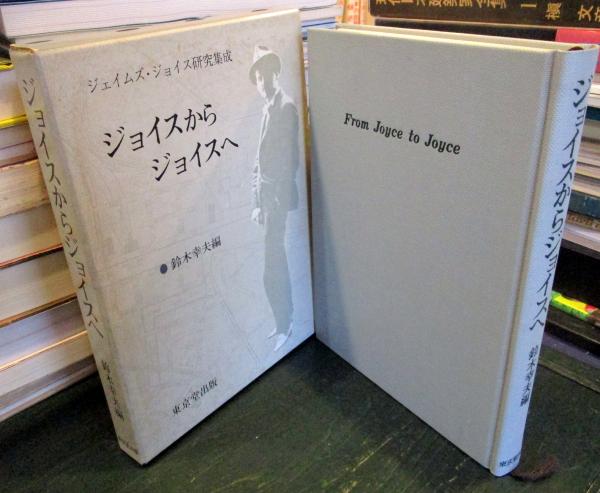 ジェイムズ・ジョイス研究集成
ジョイスから
ジョイスへ
●鈴木幸夫編
東京堂出版
ジョイスからジョイスへ
鈴木幸夫編
From Joyce to Joyce
ジョイスからジョイスへ
鈴木幸夫編